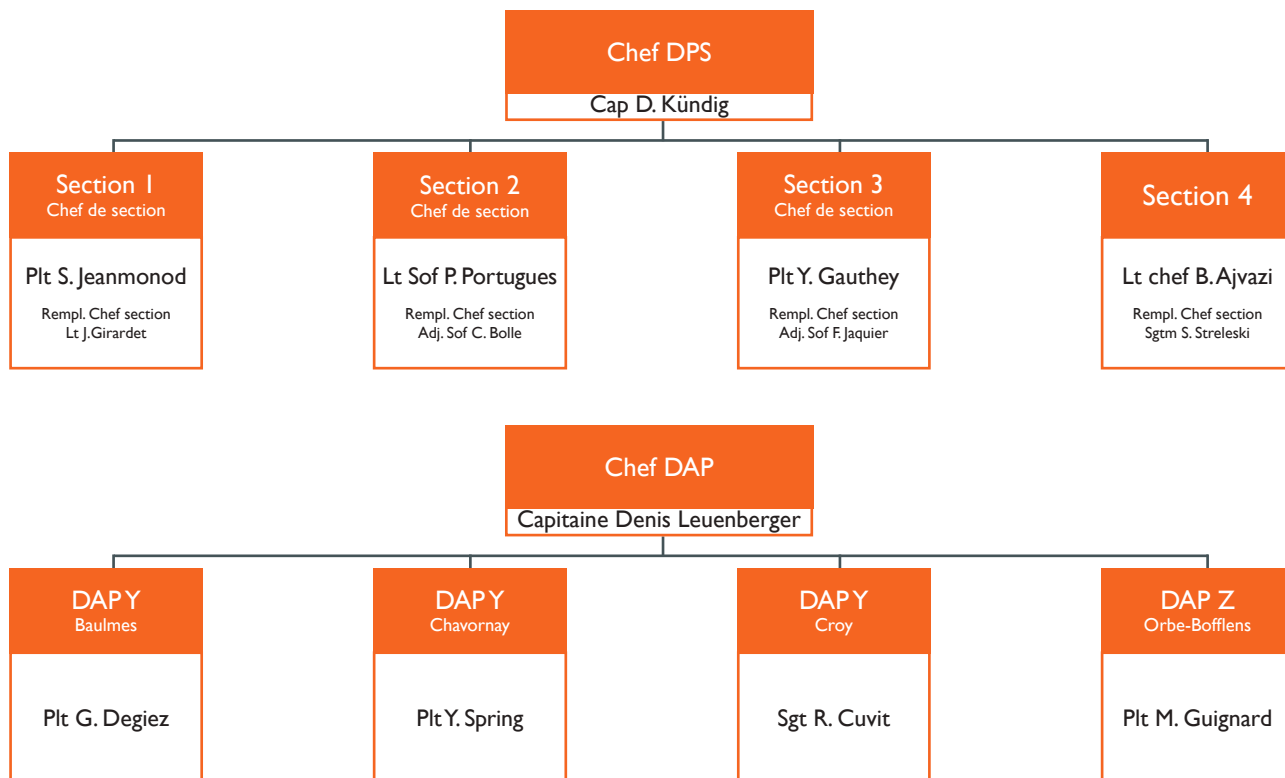 Chef DPS
Cap D. Kündig
Section 1
Chef de section
Plt S. Jeanmonod
Rempl. Chef section
Lt J.Girardet
Section 2
Chef de section
Lt Sof P. Portugues
Rempl. Chef section
Adj. Sof C. Bolle
Section 3
Chef de section
Plt Y. Gauthey
Rempl. Chef section
Adj. Sof F. Jaquier
Section 4
Lt chef B. Ajvazi
Rempl. Chef section
Sgtm S. Streleski
Chef DAP
Capitaine Denis Leuenberger
DAP Y
Baulmes
Plt G. Degiez
DAP Y
Chavornay
Plt Y. Spring
DAP Y
Croy
Sgt R. Cuvit
DAP Z
Orbe-Bofflens
Plt M. Guignard